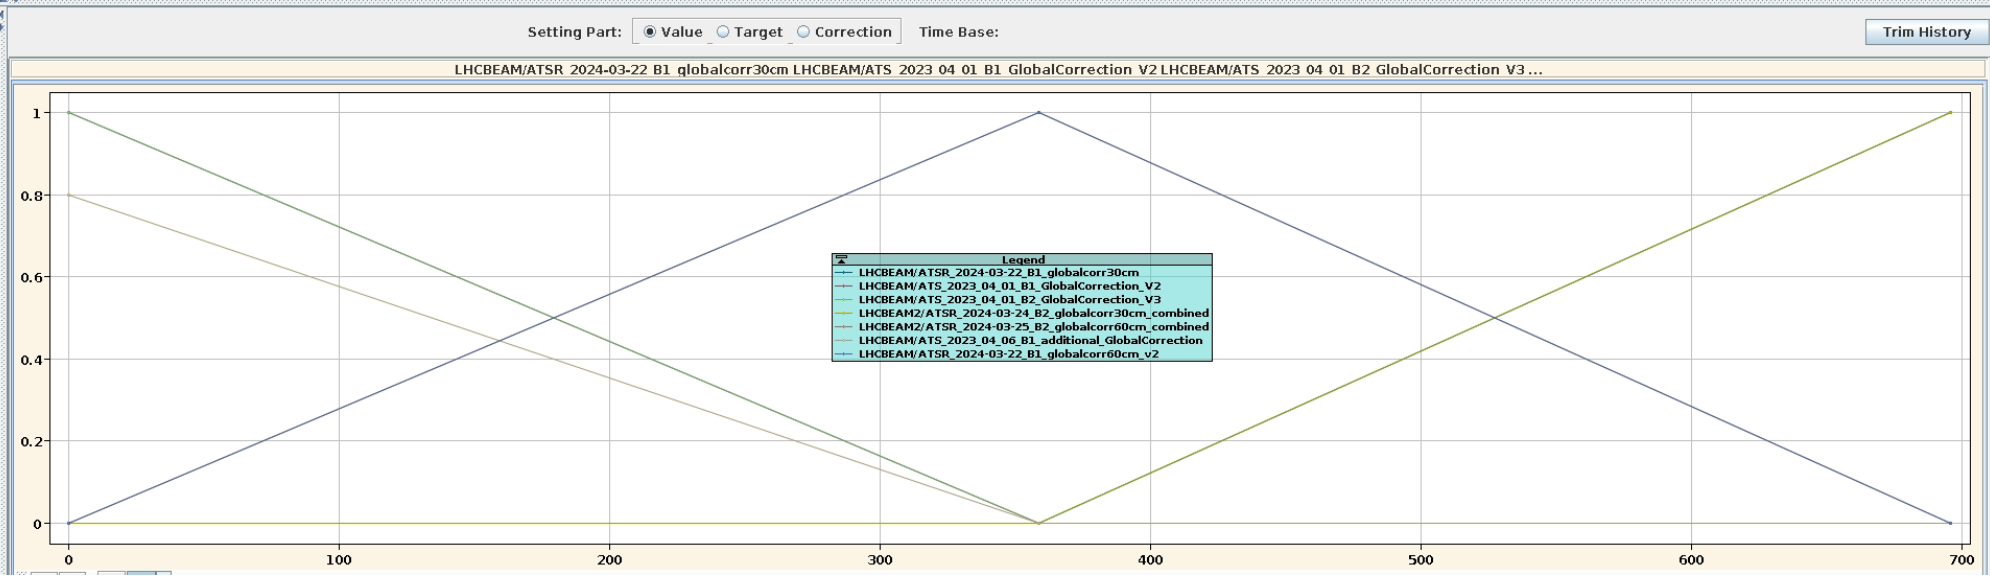 Setting Part: Value Target Correction Time Base: Trim History
LHCBEAM/ATSR_2024-03-22_B1_globalcorr30cm LHCBEAM/ATS_2023_04_01_B1_GlobalCorrection_V2 LHCBEAM/ATS_2023_04_01_B2_GlobalCorrection_V3 ...
1
0.8
0.6
0.4
0.2
0
Legend
LHCBEAM/ATSR_2024-03-22_B1_globalcorr30cm
LHCBEAM/ATS_2023_04_01_B1_GlobalCorrection_V2
LHCBEAM/ATS_2023_04_01_B2_GlobalCorrection_V3
LHCBEAM2/ATSR_2024-03-24_B2_globalcorr30cm_combined
LHCBEAM2/ATSR_2024-03-25_B2_globalcorr60cm_combined
LHCBEAM/ATS_2023_04_06_B1_additional_GlobalCorrection
LHCBEAM/ATSR_2024-03-22_B1_globalcorr60cm_v2
0 100 200 300 400 500 600 700